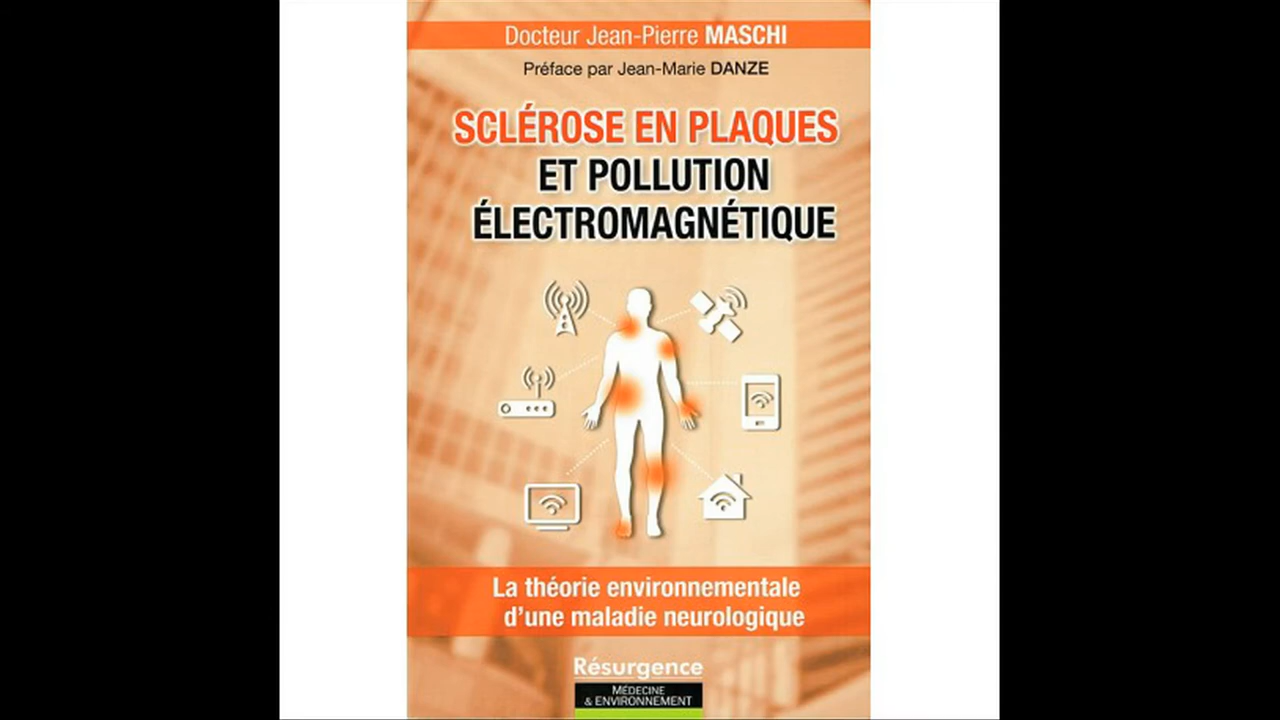 Docteur Jean-Pierre MASCHI
Préface par Jean-Marie DANZE
SCLÉROSE EN PLAQUES
ET POLLUTION
ÉLECTROMAGNÉTIQUE
La théorie environnementale
d'une maladie neurologique
Résurgence
MÉDECINE
& ENVIRONNEMENT